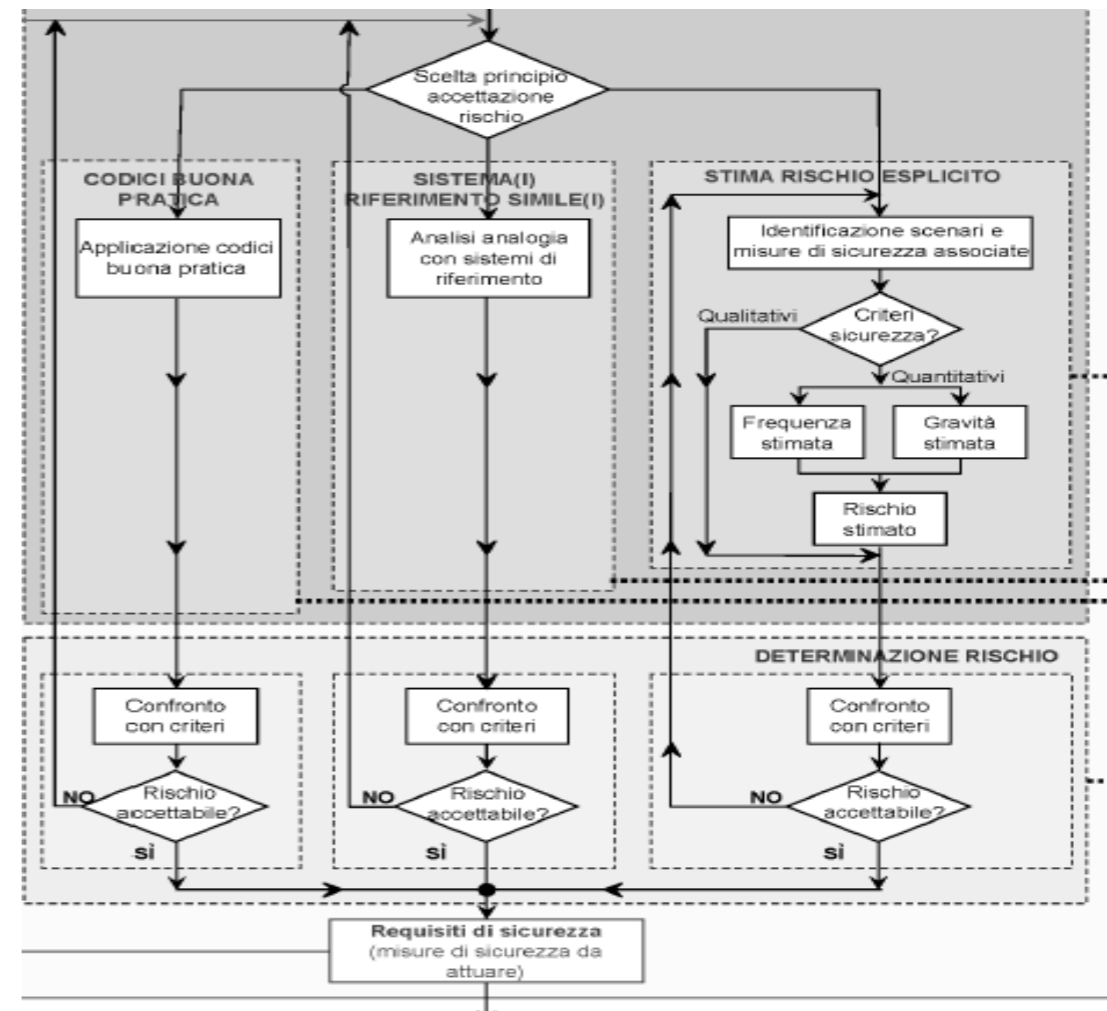 Scelta principio
accettazione
rischio
CODICI BUONA
PRATICA
Applicazione codici
buona pratica
SISTEMA(I)
RIFERIMENTO SIMILE(I)
Analisi analogia
con sistemi di
riferimento
STIMA RISCHIO ESPLICITO
Identificazione scenari e
misure di sicurezza associate
Qualitativi
Criteri
sicurezza?
Quantitativi
Frequenza
stimata
Gravità
stimata
Rischio
stimato
DETERMINAZIONE RISCHIO
Confronto
con criteri
NO
Rischio
accettabile?
sì
Confronto
con criteri
NO
Rischio
accettabile?
sì
Confronto
con criteri
NO
Rischio
accettabile?
sì
Requisiti di sicurezza
(misure di sicurezza da
attuare)